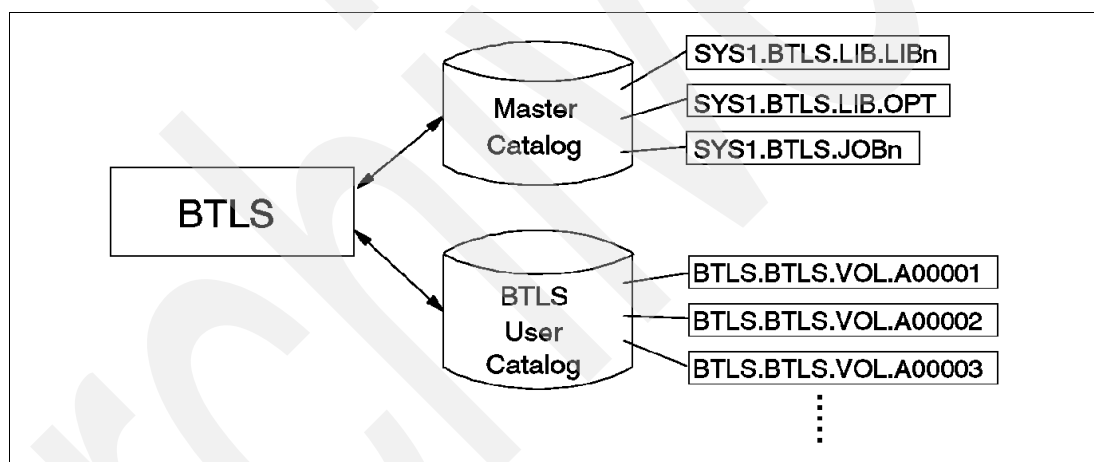 BTLS
Master
Catalog
SYS1.BTLS.LIB.LIBn
SYS1.BTLS.LIB.OPT
SYS1.BTLS.JOBn
BTLS
User
Catalog
BTLS.BTLS.VOL.A00001
BTLS.BTLS.VOL.A00002
BTLS.BTLS.VOL.A00003